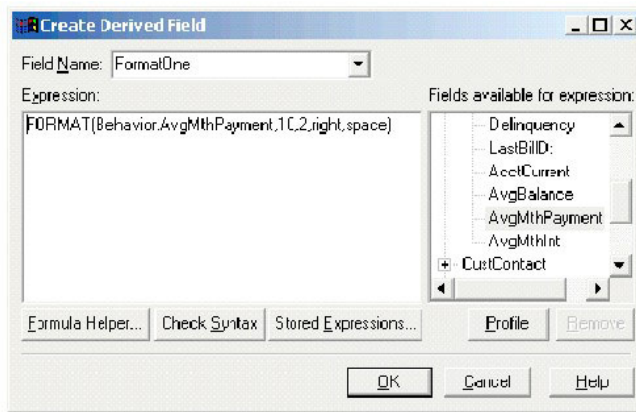 Create Derived Field
Field Name: FormatOne
Expression:
Fields available for expression:
FORMAT(Behavior.AvgMthPayment,10,2,right,space)
Delinquency
LastBillD:
AcctCurrent
AvgBalance
AvgMthPayment
AvgMthInt
CustContact
Formula Helper...
Check Syntax
Stored Expressions...
Profile
Remove
OK
Cancel
Help